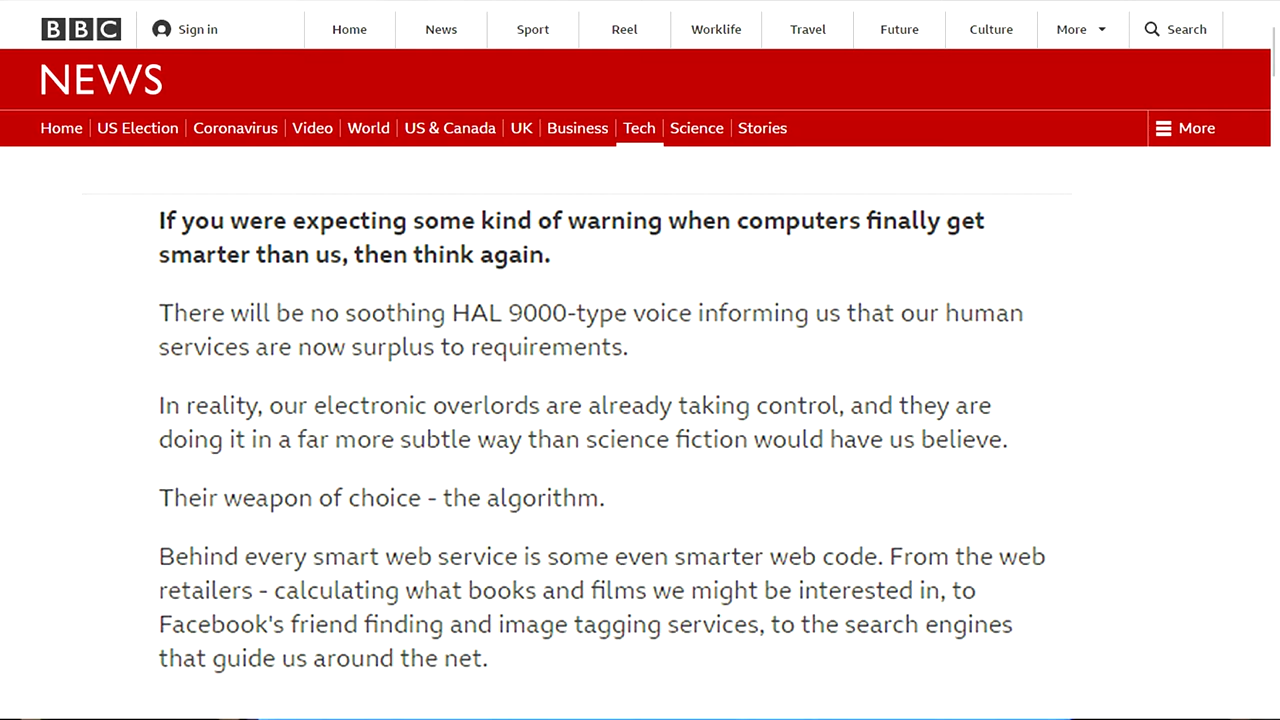 BBC Sign in Home News Sport Reel Worklife Travel Future Culture More Search
NEWS
Home US Election Coronavirus Video World US & Canada UK Business Tech Science Stories More
If you were expecting some kind of warning when computers finally get
smarter than us, then think again.
There will be no soothing HAL 9000-type voice informing us that our human
services are now surplus to requirements.
In reality, our electronic overlords are already taking control, and they are
doing it in a far more subtle way than science fiction would have us believe.
Their weapon of choice - the algorithm.
Behind every smart web service is some even smarter web code. From the web
retailers - calculating what books and films we might be interested in, to
Facebook's friend finding and image tagging services, to the search engines
that guide us around the net.